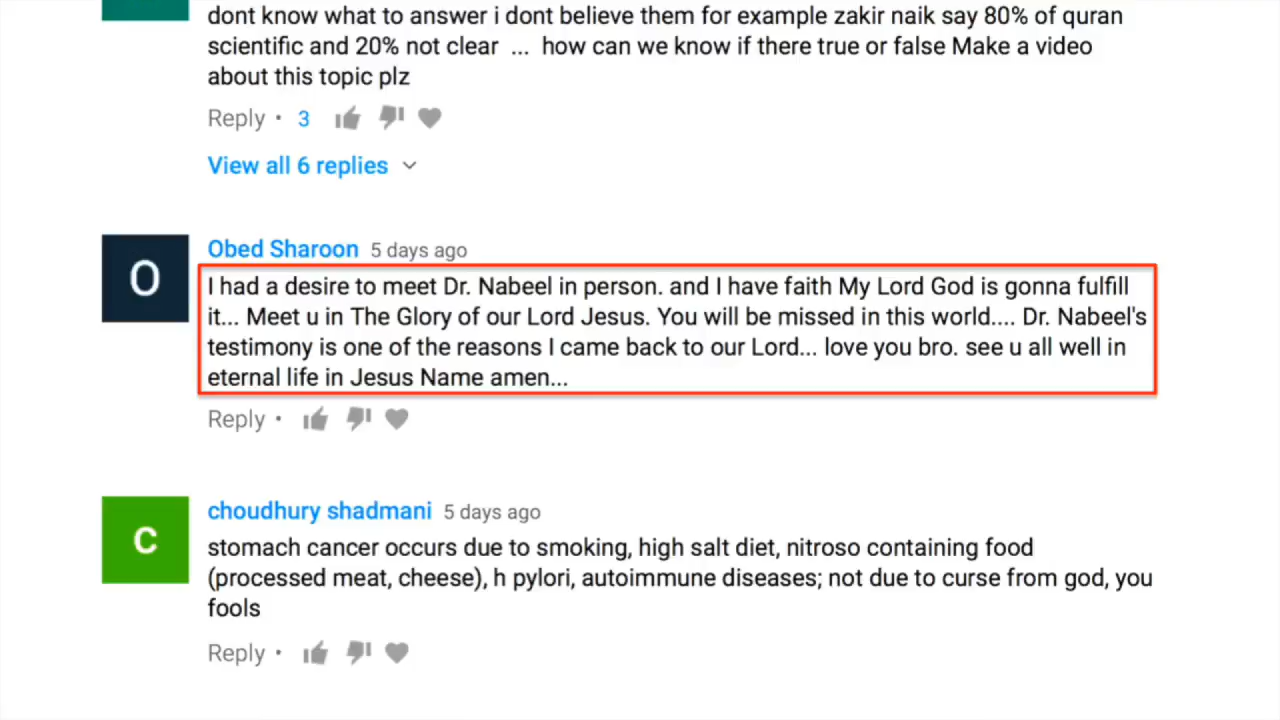 dont know what to answer i dont believe them for example zakir naik say 80% of quran
scientific and 20% not clear ... how can we know if there true or false Make a video
about this topic plz
Reply • 3
View all 6 replies
O
Obed Sharoon 5 days ago
I had a desire to meet Dr. Nabeel in person. and I have faith My Lord God is gonna fulfill
it... Meet u in The Glory of our Lord Jesus. You will be missed in this world.... Dr. Nabeel's
testimony is one of the reasons I came back to our Lord... love you bro. see u all well in
eternal life in Jesus Name amen...
Reply •
C
choudhury shadmani 5 days ago
stomach cancer occurs due to smoking, high salt diet, nitroso containing food
(processed meat, cheese), h pylori, autoimmune diseases; not due to curse from god, you
fools
Reply •